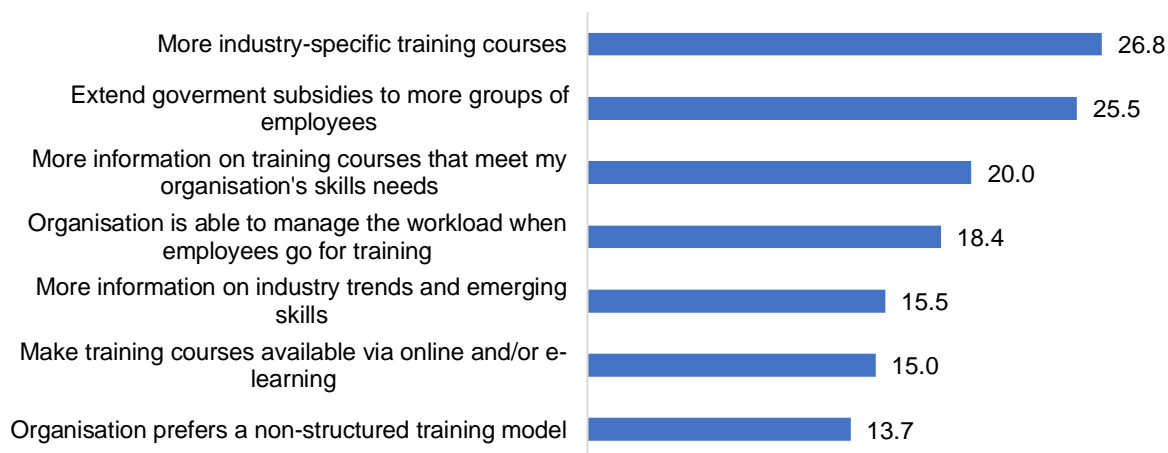 More industry-specific training courses 26.8
Extend goverment subsidies to more groups of
employees 25.5
More information on training courses that meet my
organisation's skills needs 20.0
Organisation is able to manage the workload when
employees go for training 18.4
More information on industry trends and emerging
skills 15.5
Make training courses available via online and/or e-
learning 15.0
Organisation prefers a non-structured training model 13.7